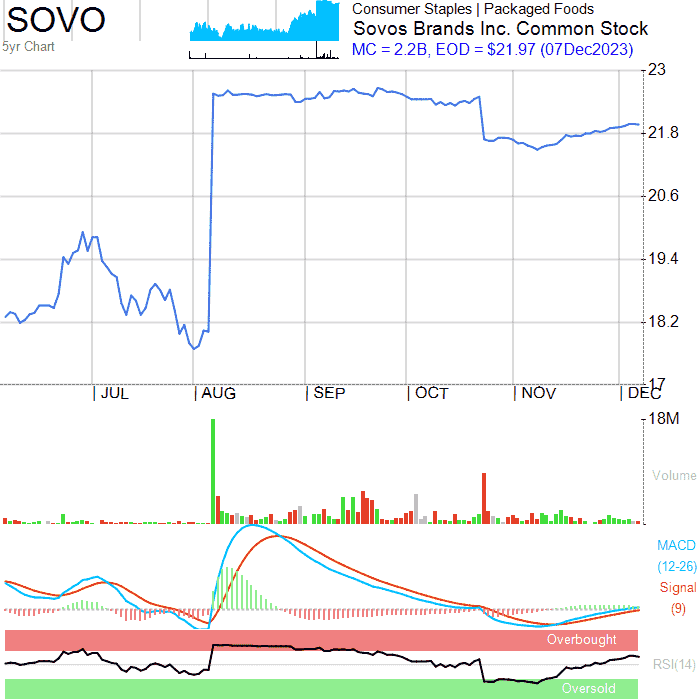 SOVO
5yr Chart
Consumer Staples | Packaged Foods
Sovos Brands Inc. Common Stock
MC = 2.2B, EOD = $21.97 (07Dec2023)
23
21.8
20.6
19.4
18.2
17
JUL AUG SEP OCT NOV DEC
18M
Volume
MACD
(12-26)
Signal
(9)
Overbought
RSI(14)
Oversold